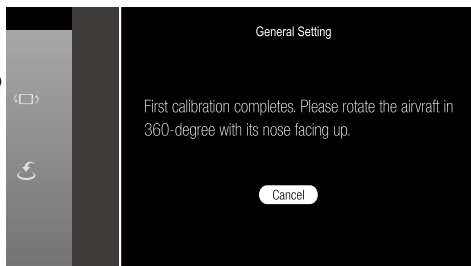 General Setting
First calibration completes. Please rotate the airvraft in
360-degree with its nose facing up.
Cancel